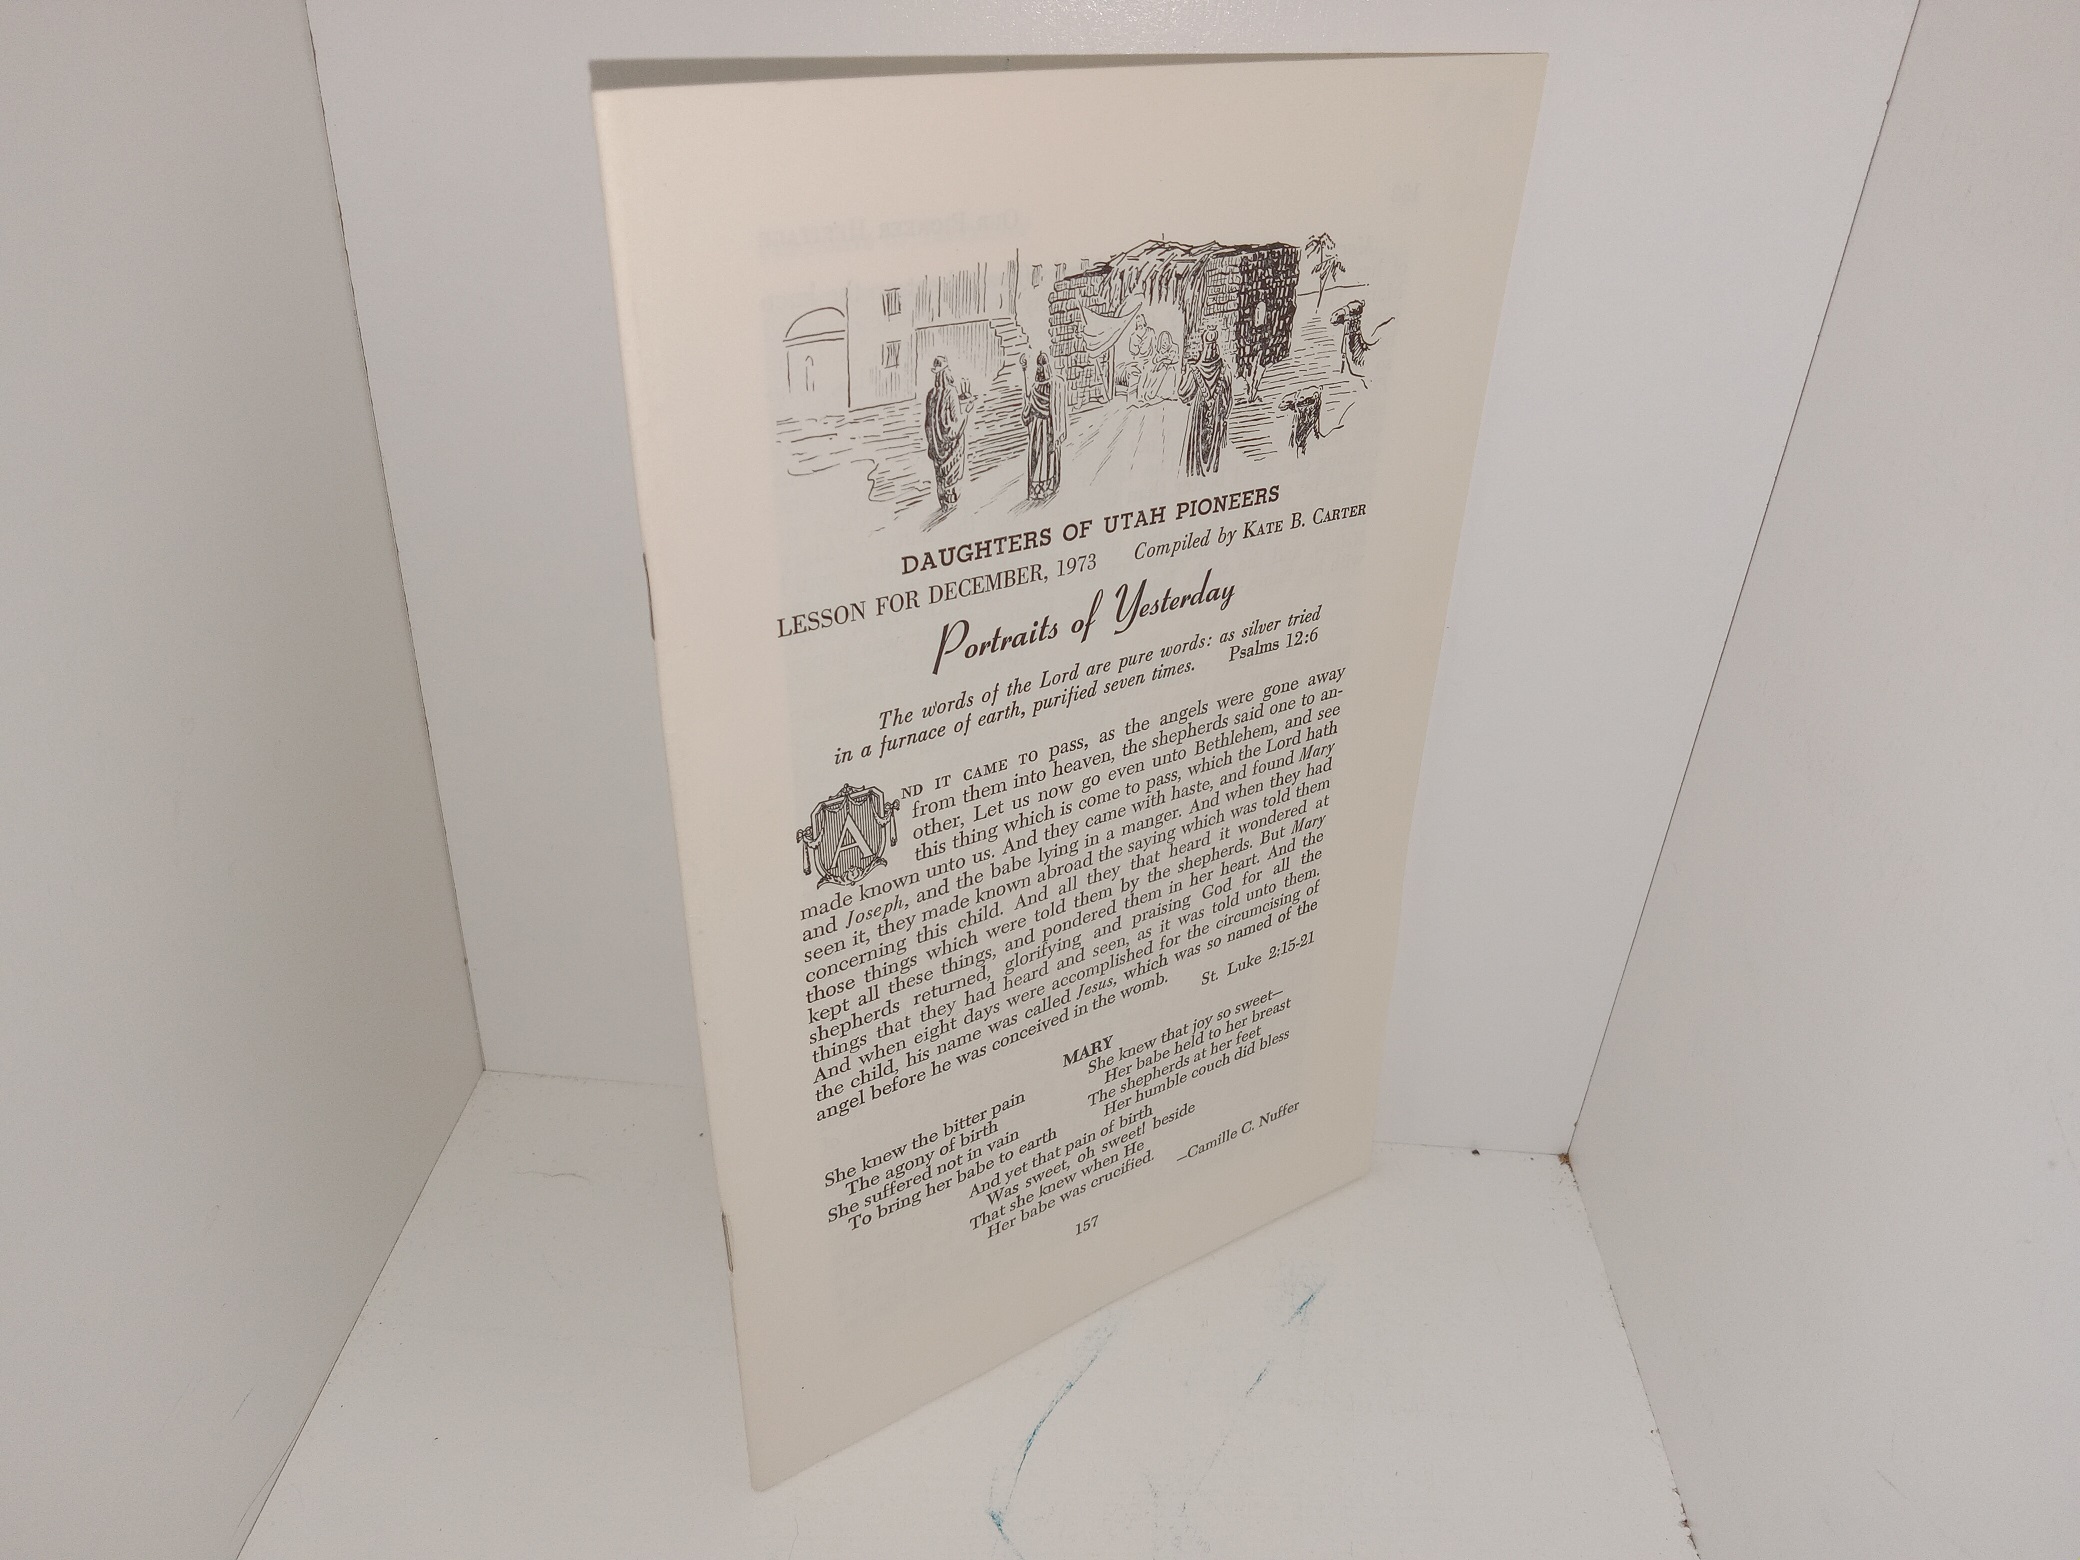 DAUGHTERS OF UTAH PIONEERS
LESSON FOR DECEMBER, 1973 Compiled by KATE B. CARTER
Portraits of Yesterday
The words of the Lord are pure words: as silver tried
in a furnace of earth, purified seven times. Psalms 12:6
AND IT CAME TO pass, as the angels were gone away
from them into heaven, the shepherds said one to an-
other, Let us now go even unto Bethlehem, and see
this thing which is come to pass, which the Lord hath
made known unto us. And they came with haste, and found Mary
and Joseph, and the babe lying in a manger. And when they had
seen it, they made known abroad the saying which was told them
concerning this child. And all they that heard it wondered at
those things which were told them by the shepherds. But Mary
kept all these things, and pondered them in her heart. And the
shepherds returned, glorifying and praising God for all the
things that they had heard and seen, as it was told unto them.
And when eight days were accomplished for the circumcising of
the child, his name was called Jesus, which was so named of the
angel before he was conceived in the womb. St. Luke 2:15-21
MARY
She knew the bitter pain
The agony of birth
She suffered not in vain
To bring her babe to earth
She knew that joy so sweet—
Her babe held to her breast
The shepherds at her feet
Her humble couch did bless
And yet that pain of birth
Was sweet, oh sweet! beside
That she knew when He
Her babe was crucified.
—Camille C. Nuffer
157